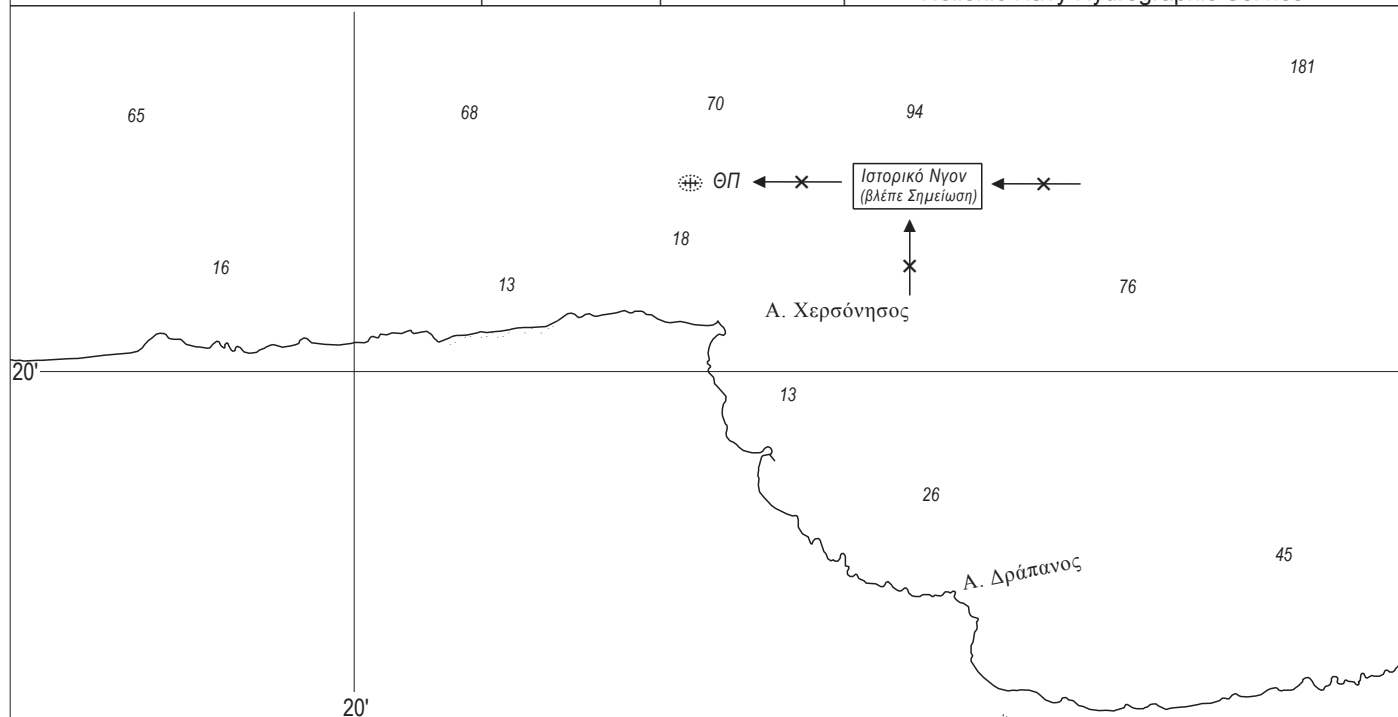 Hellenic Navy Hydrographic Service
181
65
68
70
94
ΘΠ
Ιστορικό Νγον
(βλέπε Σημείωση)
18
16
13
76
Α. Χερσόνησος
20'
13
26
45
Α. Δράπανος
20'